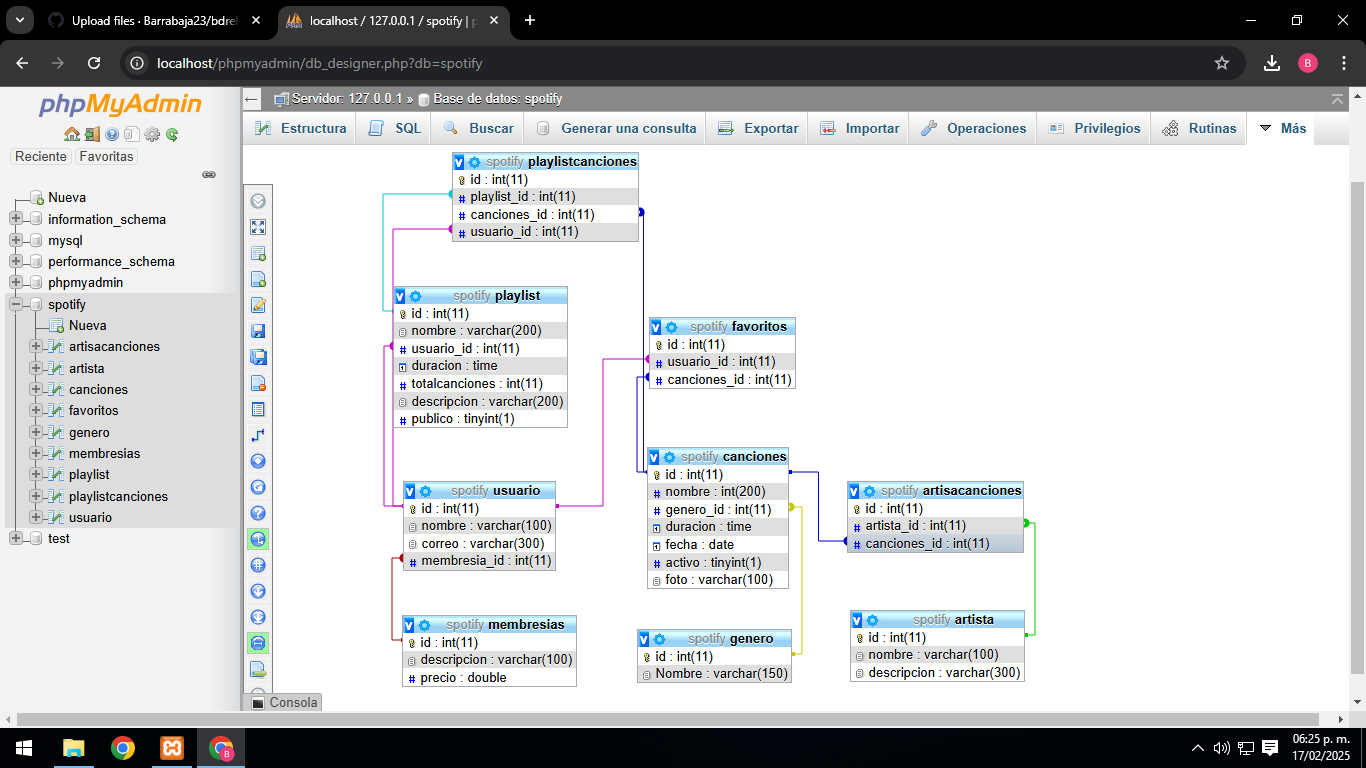 Upload files · Barrabaja23/bdrel
localhost / 127.0.0.1 / spotify | p
localhost/phpmyadmin/db_designer.php?db=spotify
B
phpMyAdmin
Reciente
Favoritas
Nueva
information_schema
mysql
performance_schema
phpmyadmin
spotify
Nueva
artisacanciones
artista
canciones
favoritos
genero
membresias
playlist
playlistcanciones
usuario
test
Servidor: 127.0.0.1 » Base de datos: spotify
Estructura
SQL
Buscar
Generar una consulta
Exportar
Importar
Operaciones
Privilegios
Rutinas
Más
v spotify playlistcanciones
id : int(11)
# playlist_id : int(11)
# canciones_id : int(11)
# usuario_id : int(11)
v spotify playlist
id : int(11)
nombre : varchar(200)
# usuario_id : int(11)
duracion : time
# totalcanciones : int(11)
descripcion : varchar(200)
# publico : tinyint(1)
v spotify favoritos
id : int(11)
# usuario_id : int(11)
# canciones_id : int(11)
v spotify usuario
id : int(11)
nombre : varchar(100)
correo : varchar(300)
# membresia_id : int(11)
v spotify canciones
id : int(11)
# nombre : int(200)
# genero_id : int(11)
duracion : time
fecha : date
# activo : tinyint(1)
foto : varchar(100)
v spotify artisacanciones
id : int(11)
# artista_id : int(11)
# canciones_id : int(11)
v spotify membresias
id : int(11)
descripcion : varchar(100)
# precio : double
v spotify genero
id : int(11)
Nombre : varchar(150)
v spotify artista
id : int(11)
nombre : varchar(100)
descripcion : varchar(300)
Consola
06:25 p. m.
17/02/2025